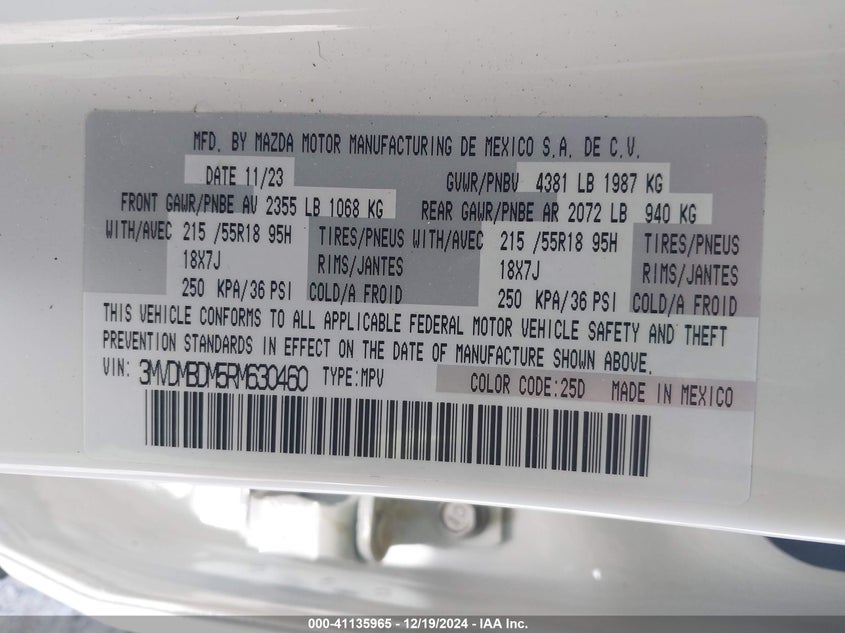 MFD. BY MAZDA MOTOR MANUFACTURING DE MEXICO S.A. DE C.V.
DATE 11/23 GVWR/PNBV 4381 LB 1987 KG
FRONT GAWR/PNBE AV 2355 LB 1068 KG REAR GAWR/PNBE AR 2072 LB 940 KG
WITH/AVEC 215 /55R18 95H TIRES/PNEUS WITH/AVEC 215 /55R18 95H TIRES/PNEUS
18X7J RIMS/JANTES 18X7J RIMS/JANTES
250 KPA/36 PSI COLD/A FROID 250 KPA/36 PSI COLD/A FROID
THIS VEHICLE CONFORMS TO ALL APPLICABLE FEDERAL MOTOR VEHICLE SAFETY AND THEFT
PREVENTION STANDARDS IN EFFECT ON THE DATE OF MANUFACTURE SHOWN ABOVE.
VIN: 3MVDMBDM5RM630460 TYPE:MPV COLOR CODE:25D MADE IN MEXICO
000-41135965 - 12/19/2024 - IAA Inc.